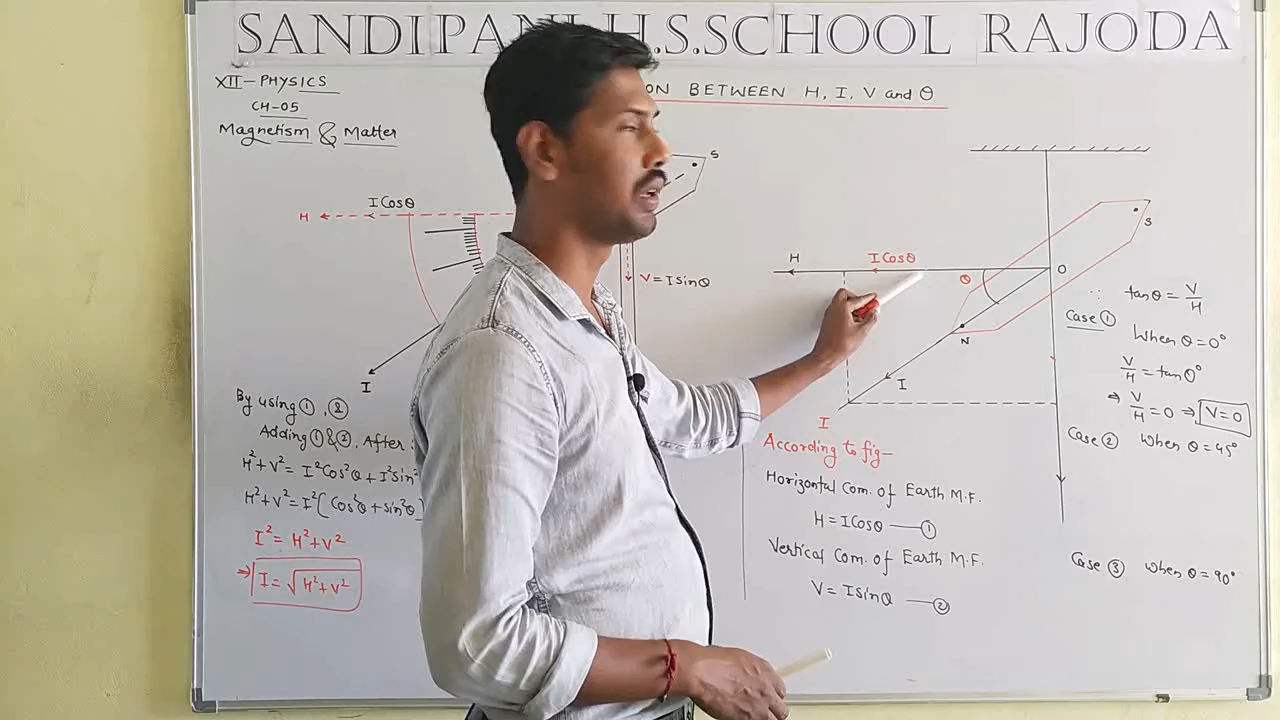 SANDIPANI H.S.SCHOOL RAJODA
XII-PHYSICS
CH-05
Magnetism & Matter
BETWEEN H, I, V and θ
S
ICosθ
H
V=ISinθ
I
By using ①, ②
Adding ① & ②, After
H²+V²=I²Cos²θ+I²sin²
H²+V²=I²[Cos²θ+sin²θ]
I²=H²+V²
⇒ I=√H²+V²
S
H
ICosθ
θ
O
N
I
I
According to fig-
Horizontal Com. of Earth M.F.
H=ICosθ —①
Vertical Com. of Earth M.F.
V=ISinθ —②
∵ tanθ=V/H
Case ①
When θ=0°
V/H=tan0°
⇒ V/H=0 ⇒ V=0
Case ② When θ=45°
Case ③ When θ=90°